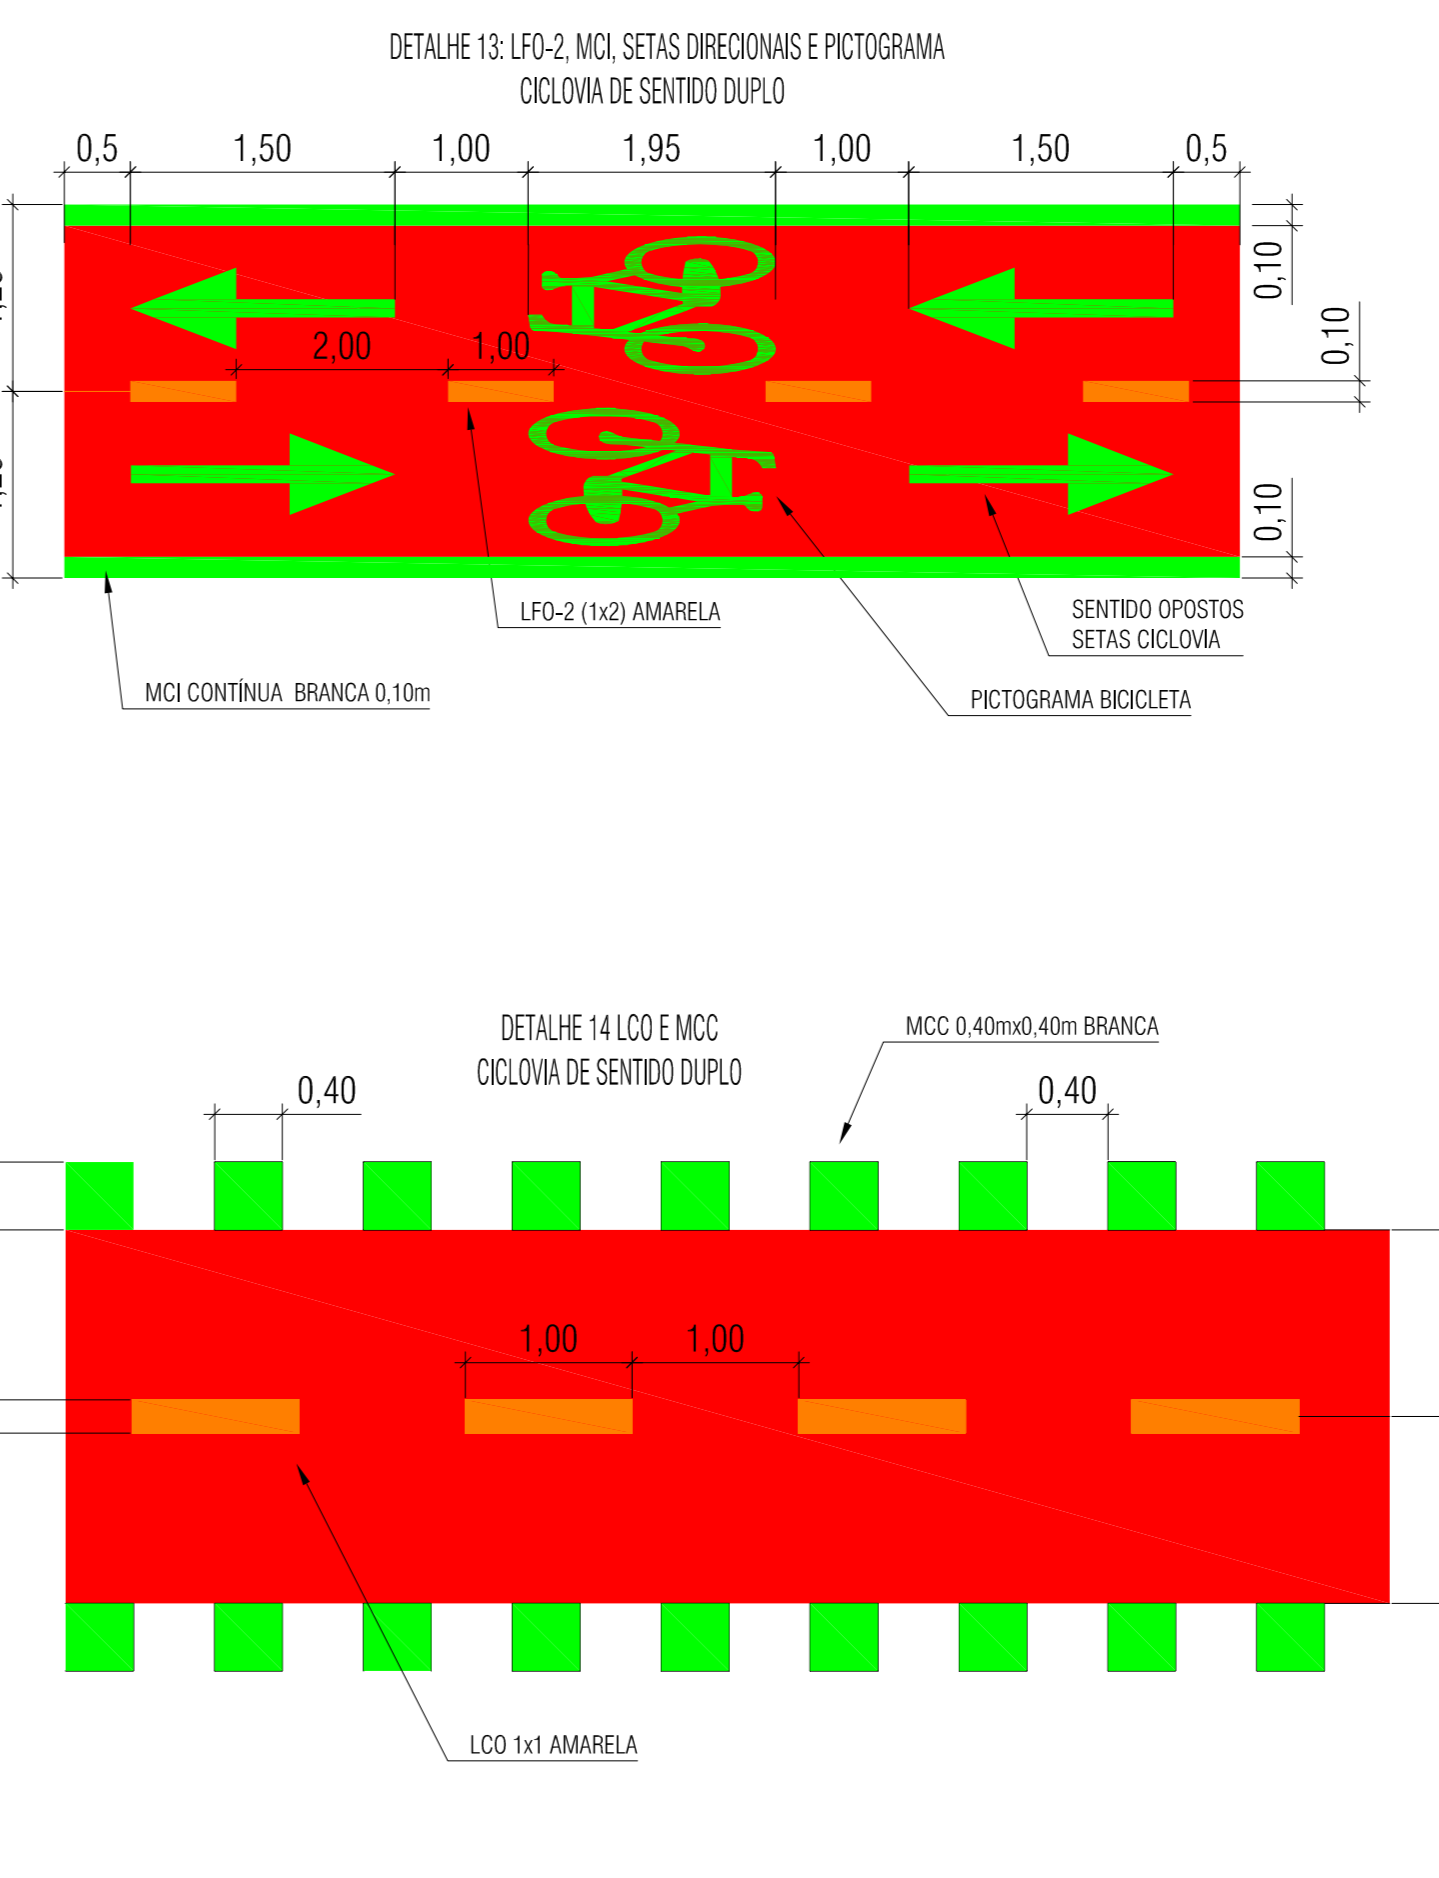 DETALHE 13: LFO-2, MCI, SETAS DIRECIONAIS E PICTOGRAMA
CICLOVIA DE SENTIDO DUPLO
0,5 1,50 1,00 1,95 1,00 1,50 0,5
0,10
0,10
2,00 1,00
0,10
LFO-2 (1x2) AMARELA
SENTIDO OPOSTOS
SETAS CICLOVIA
MCI CONTÍNUA BRANCA 0,10m
PICTOGRAMA BICICLETA
DETALHE 14 LCO E MCC
CICLOVIA DE SENTIDO DUPLO
MCC 0,40mx0,40m BRANCA
0,40 0,40
1,00 1,00
LCO 1x1 AMARELA